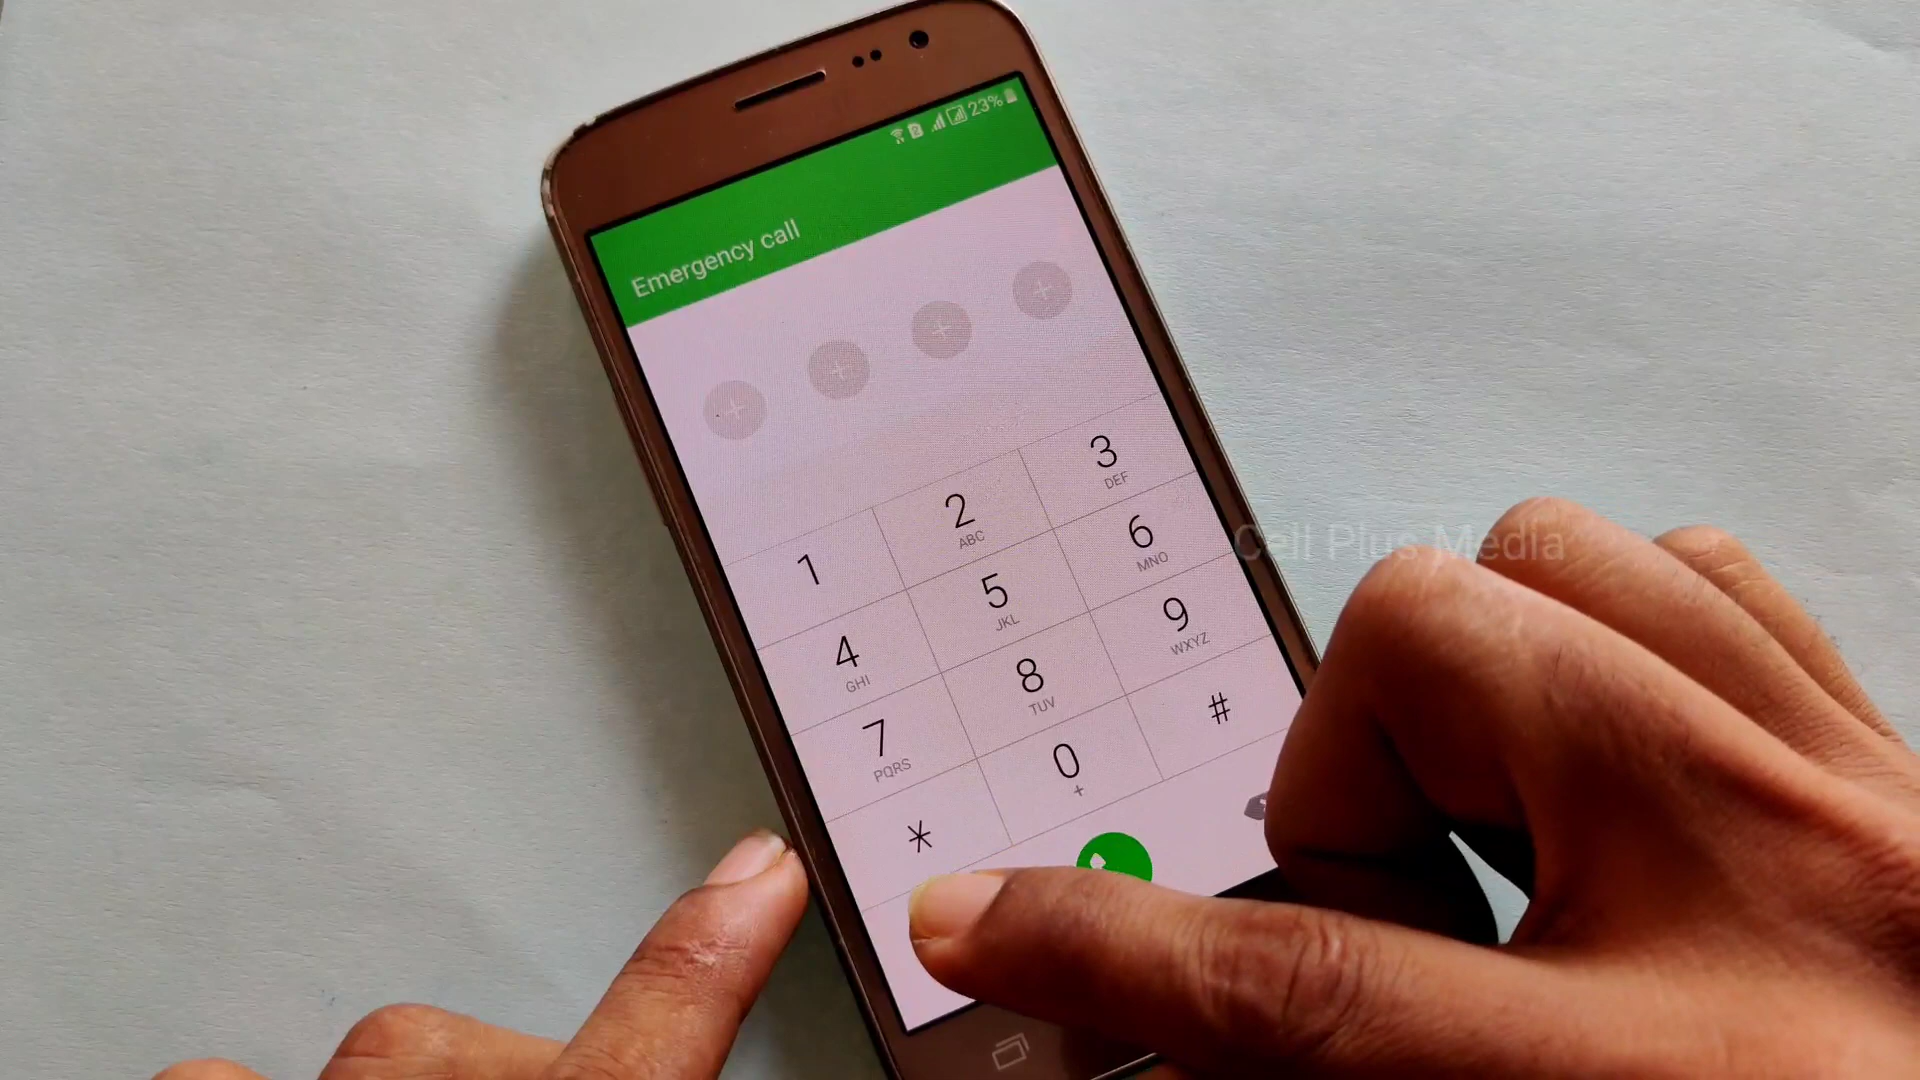 23%
Emergency call
1
2
ABC
3
DEF
4
GHI
5
JKL
6
MNO
7
PQRS
8
TUV
9
WXYZ
*
0
+
#
Cell Plus Media